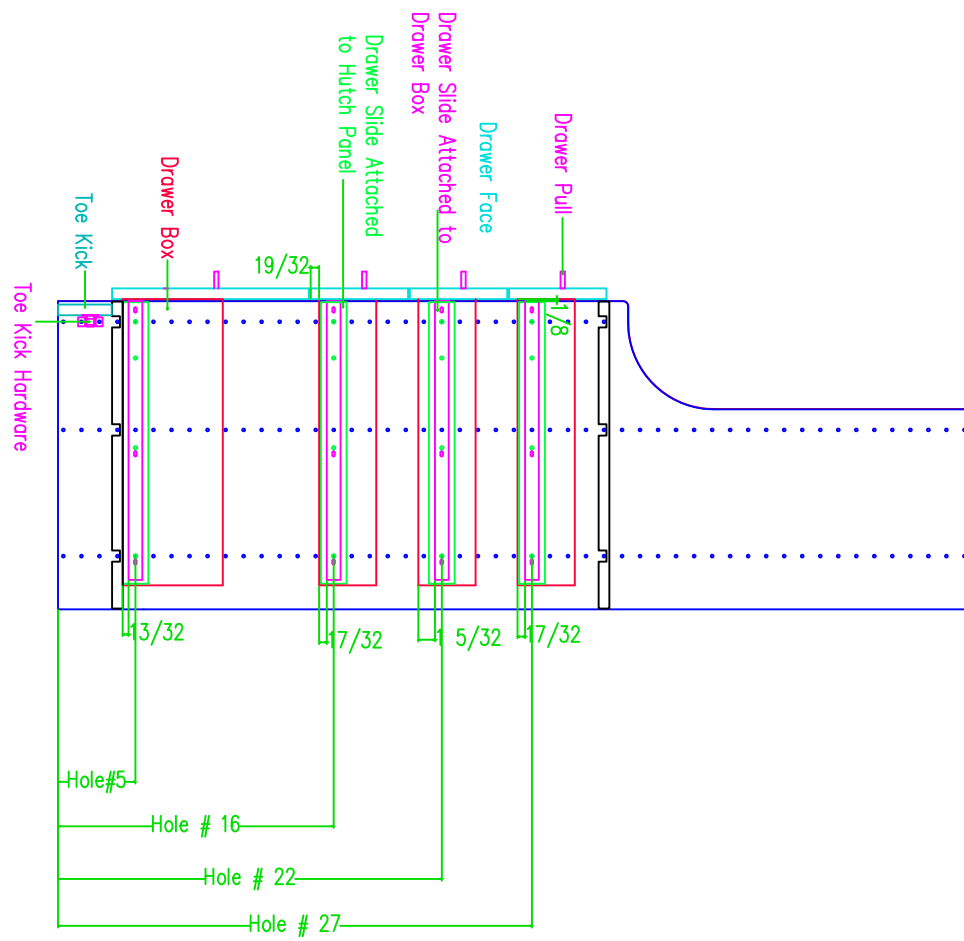 Drawer Slide Attached to
Drawer Box
Drawer Slide Attached
to Hutch Panel
Drawer Pull
Drawer Face
Drawer Box
Toe Kick
Toe Kick Hardware
19/32
1/8
13/32
17/32
1 5/32
17/32
Hole#5
Hole # 16
Hole # 22
Hole # 27